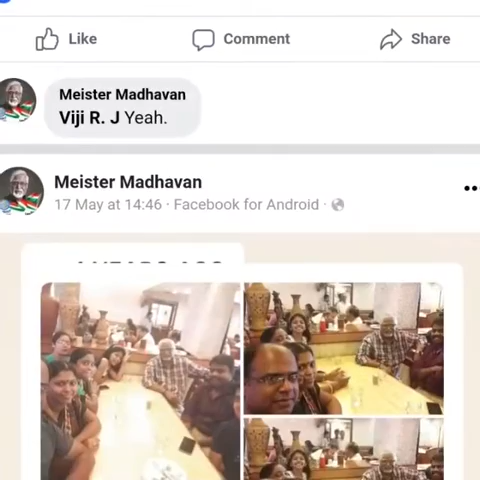 Like Comment Share
Meister Madhavan
Viji R. J Yeah.
Meister Madhavan
17 May at 14:46 · Facebook for Android ·